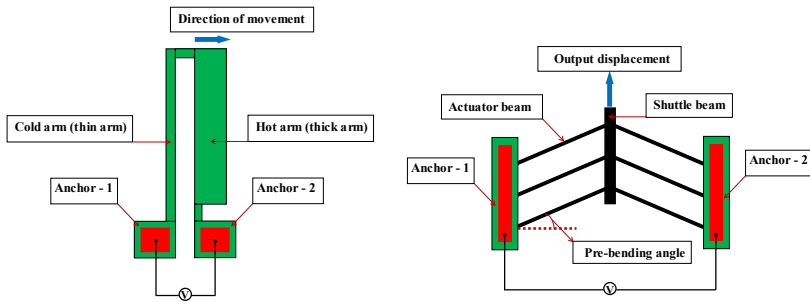 Direction of movement
Cold arm (thin arm)
Hot arm (thick arm)
Anchor - 1
Anchor - 2
V
Output displacement
Actuator beam
Shuttle beam
Anchor - 1
Anchor - 2
Pre-bending angle
V